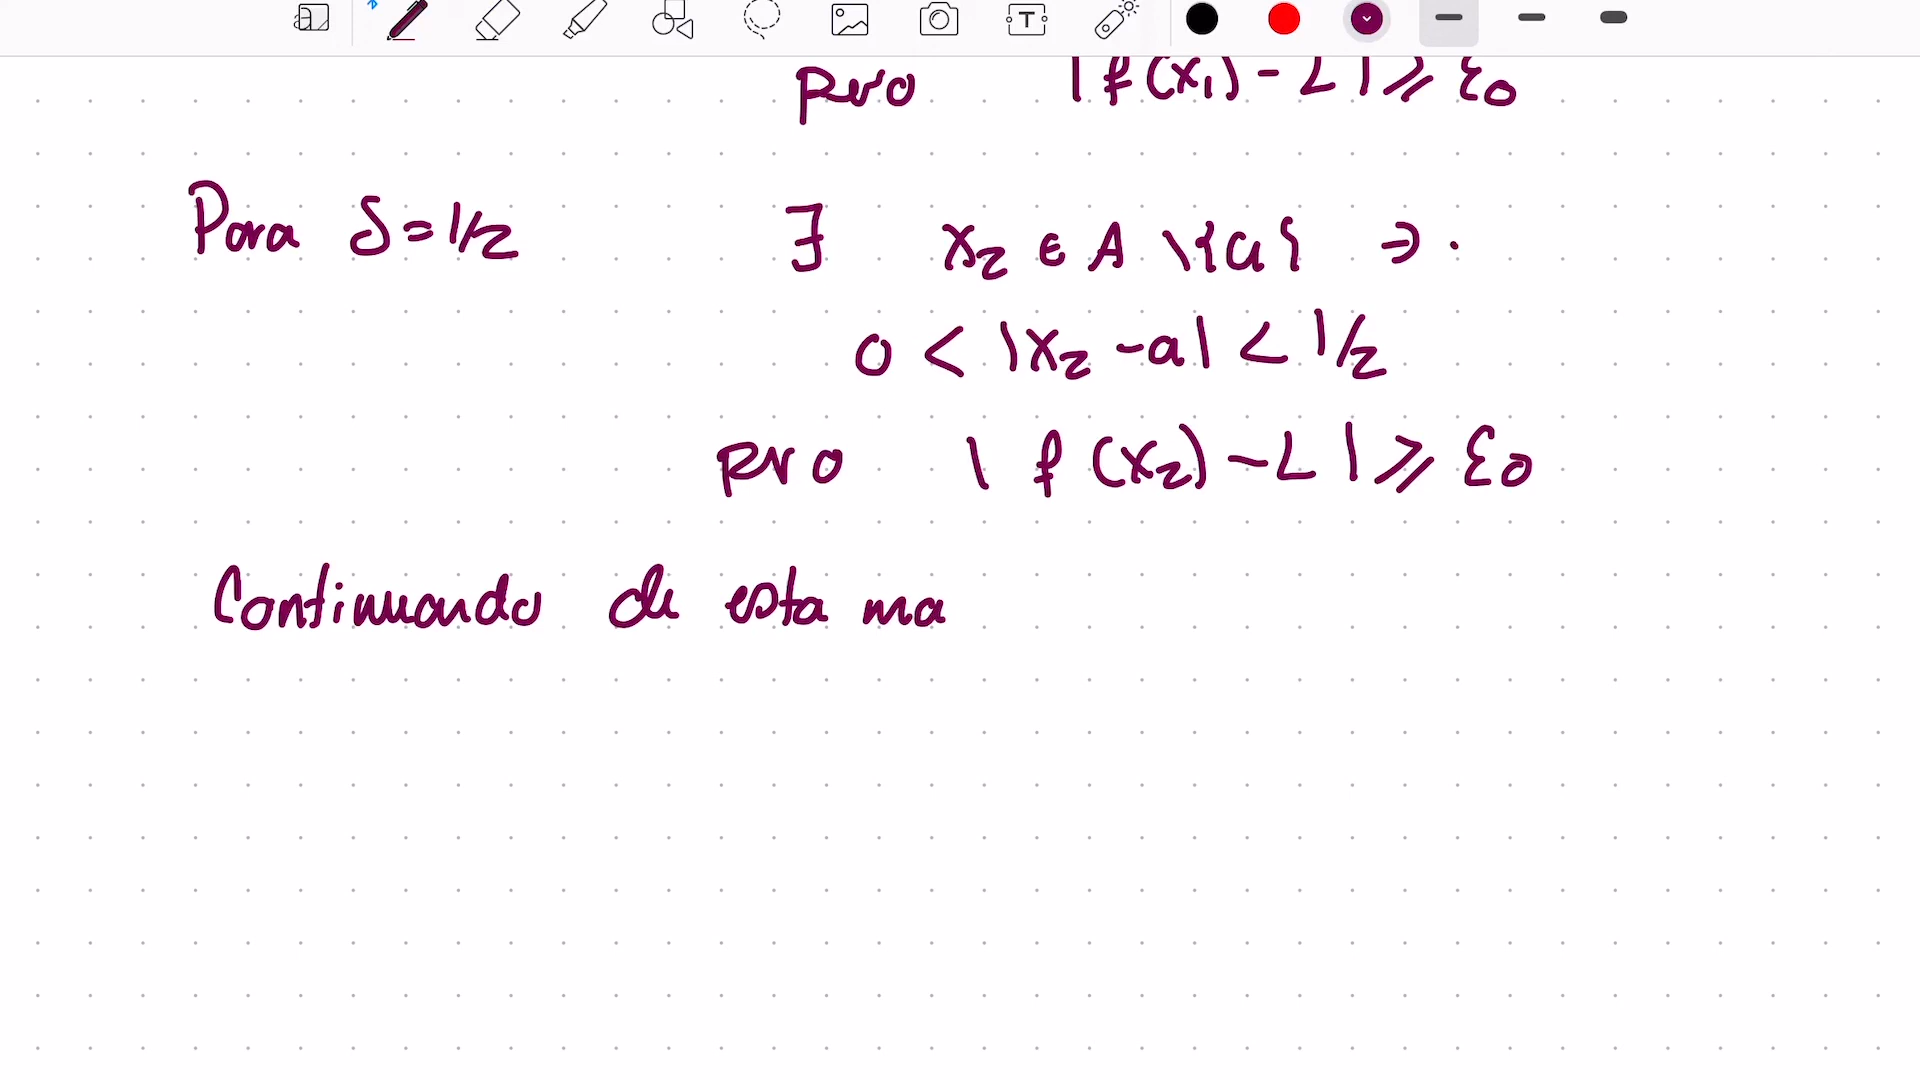 pero |f(x₁) - L| ≥ ε₀
Para δ = 1/2 ∃ x₂ ∈ A \ {a} ∋ .
0 < |x₂ - a| < 1/2
pero |f(x₂) - L| ≥ ε₀
Continuando de esta ma